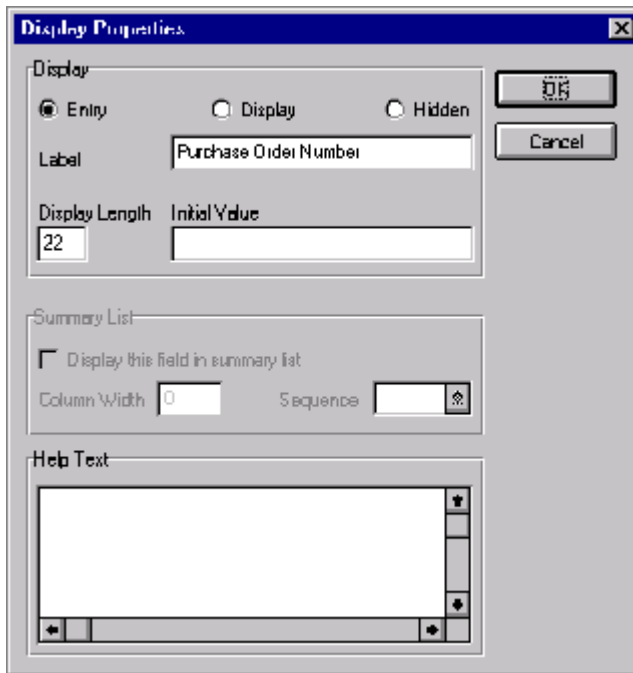 Display Properties
Display
Entry Display Hidden
OK
Cancel
Label Purchase Order Number
Display Length Initial Value
22
Summary List
Display this field in summary list
Column Width 0 Sequence
Help Text